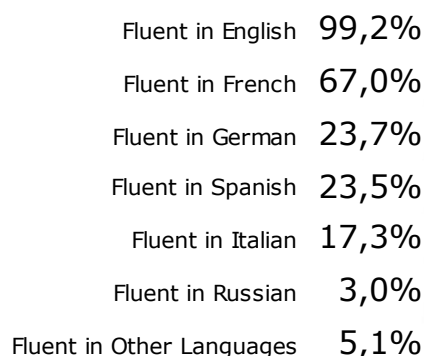 Fluent in English 99,2%
Fluent in French 67,0%
Fluent in German 23,7%
Fluent in Spanish 23,5%
Fluent in Italian 17,3%
Fluent in Russian 3,0%
Fluent in Other Languages 5,1%